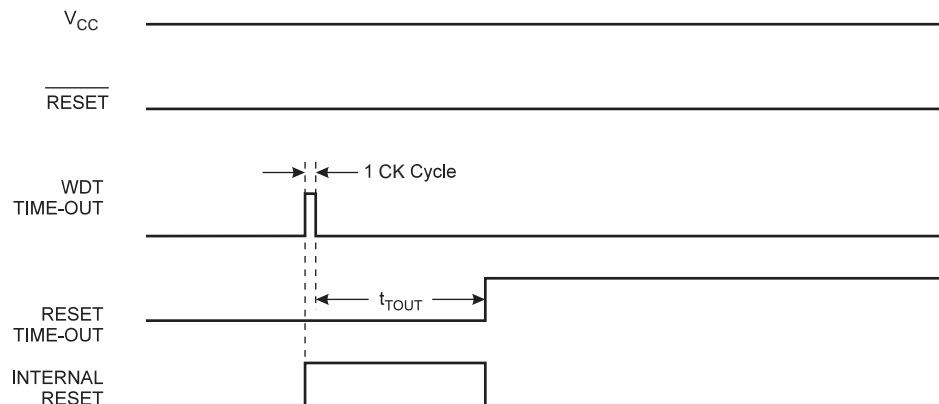 VCC
RESET
1 CK Cycle
WDT
TIME-OUT
tTOUT
RESET
TIME-OUT
INTERNAL
RESET